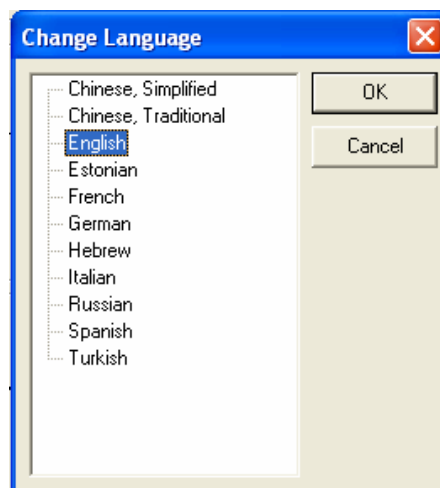 Change Language
Chinese, Simplified
Chinese, Traditional
English
Estonian
French
German
Hebrew
Italian
Russian
Spanish
Turkish
OK
Cancel